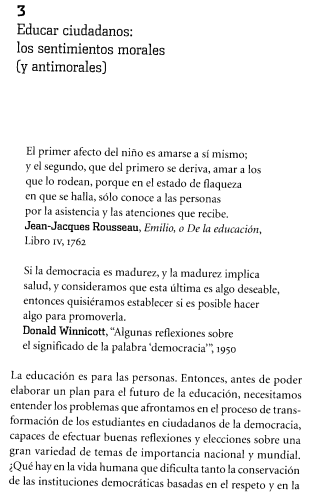 3
Educar ciudadanos:
los sentimientos morales
(y antimorales)
El primer afecto del niño es amarse a sí mismo;
y el segundo, que del primero se deriva, amar a los
que lo rodean, porque en el estado de flaqueza
en que se halla, sólo conoce a las personas
por la asistencia y las atenciones que recibe.
Jean-Jacques Rousseau, Emilio, o De la educación,
Libro IV, 1762
Si la democracia es madurez, y la madurez implica
salud, y consideramos que esta última es algo deseable,
entonces quisiéramos establecer si es posible hacer
algo para promoverla.
Donald Winnicott, “Algunas reflexiones sobre
el significado de la palabra ‘democracia’”, 1950
La educación es para las personas. Entonces, antes de poder
elaborar un plan para el futuro de la educación, necesitamos
entender los problemas que afrontamos en el proceso de trans-
formación de los estudiantes en ciudadanos de la democracia,
capaces de efectuar buenas reflexiones y elecciones sobre una
gran variedad de temas de importancia nacional y mundial.
¿Qué hay en la vida humana que dificulta tanto la conservación
de las instituciones democráticas basadas en el respeto y en la